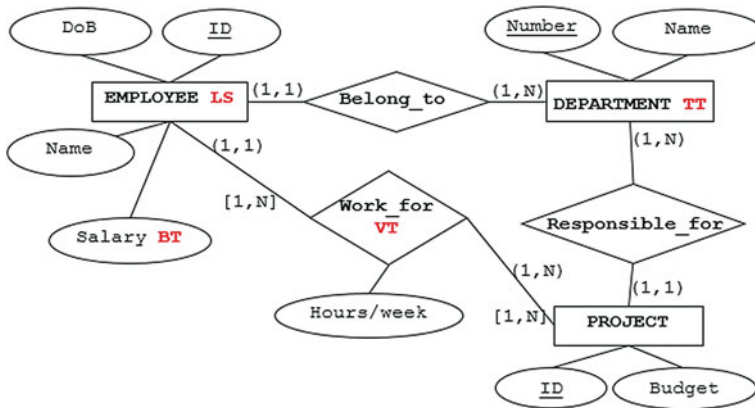 DoB
ID
Number
Name
EMPLOYEE LS
(1,1)
Belong_to
(1,N)
DEPARTMENT TT
Name
(1,1)
(1,N)
[1,N]
Work_for
VT
Responsible_for
Salary BT
(1,N)
(1,1)
Hours/week
[1,N]
PROJECT
ID
Budget